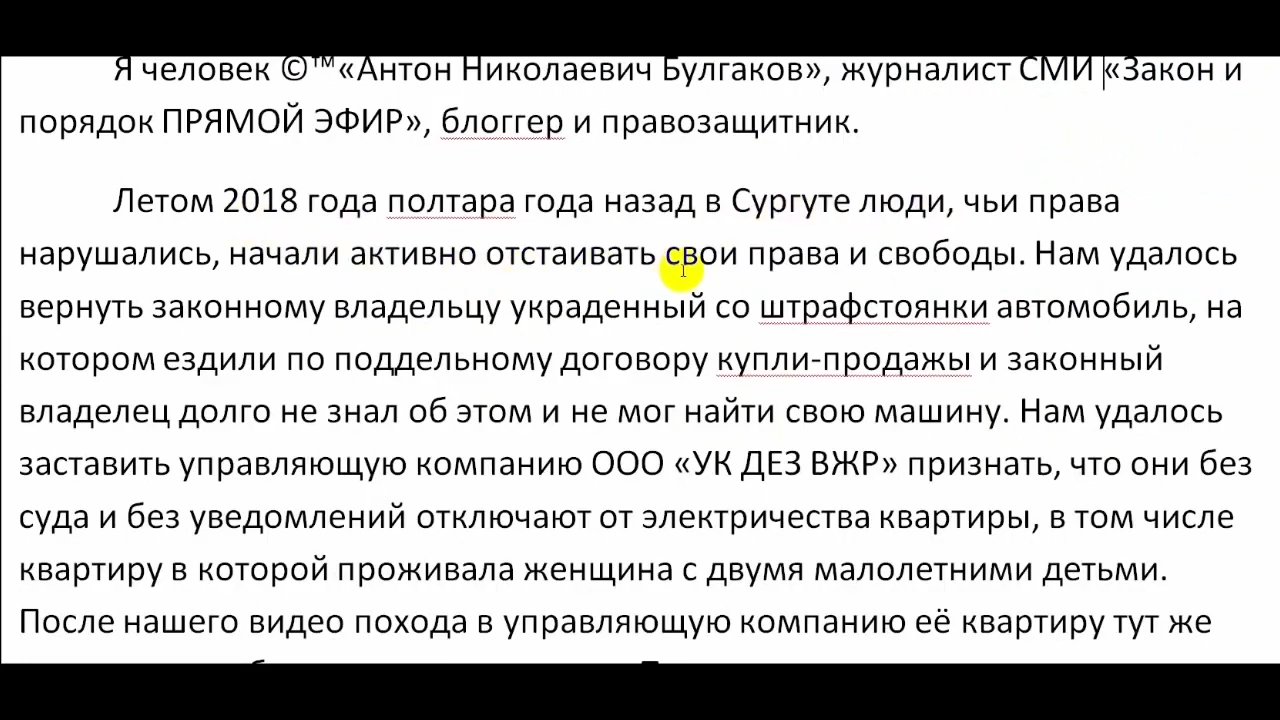 Я человек ©™«Антон Николаевич Булгаков», журналист СМИ «Закон и
порядок ПРЯМОЙ ЭФИР», блоггер и правозащитник.
Летом 2018 года полтара года назад в Сургуте люди, чьи права
нарушались, начали активно отстаивать свои права и свободы. Нам удалось
вернуть законному владельцу украденный со штрафстоянки автомобиль, на
котором ездили по поддельному договору купли-продажы и законный
владелец долго не знал об этом и не мог найти свою машину. Нам удалось
заставить управляющую компанию ООО «УК ДЕЗ ВЖР» признать, что они без
суда и без уведомлений отключают от электричества квартиры, в том числе
квартиру в которой проживала женщина с двумя малолетними детьми.
После нашего видео похода в управляющую компанию её квартиру тут же